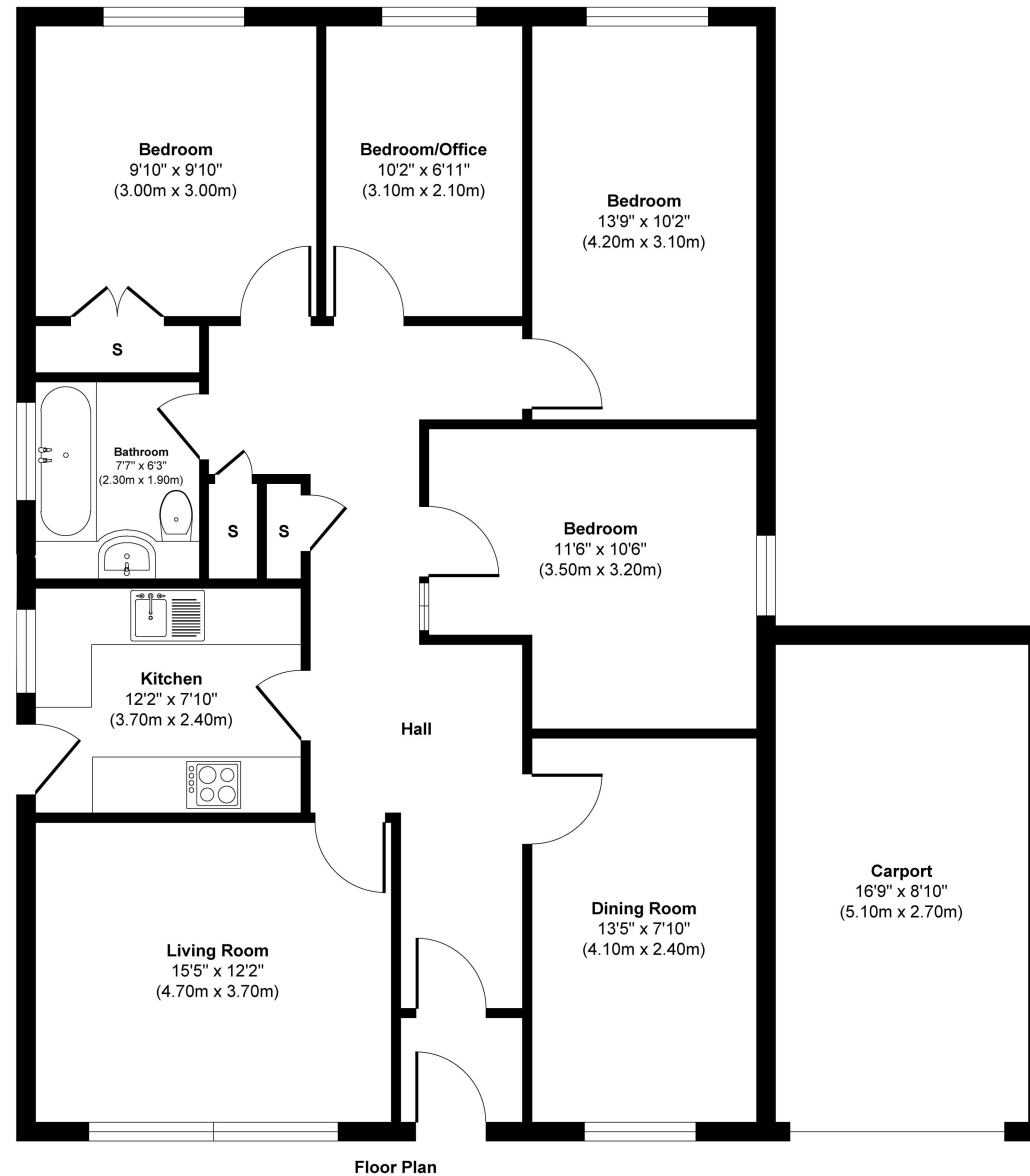 Bedroom
9'10" x 9'10"
(3.00m x 3.00m)
Bedroom/Office
10'2" x 6'11"
(3.10m x 2.10m)
Bedroom
13'9" x 10'2"
(4.20m x 3.10m)
S
Bathroom
7'7" x 6'3"
(2.30m x 1.90m)
S
S
Bedroom
11'6" x 10'6"
(3.50m x 3.20m)
Kitchen
12'2" x 7'10"
(3.70m x 2.40m)
Hall
Carport
16'9" x 8'10"
(5.10m x 2.70m)
Dining Room
13'5" x 7'10"
(4.10m x 2.40m)
Living Room
15'5" x 12'2"
(4.70m x 3.70m)
Floor Plan